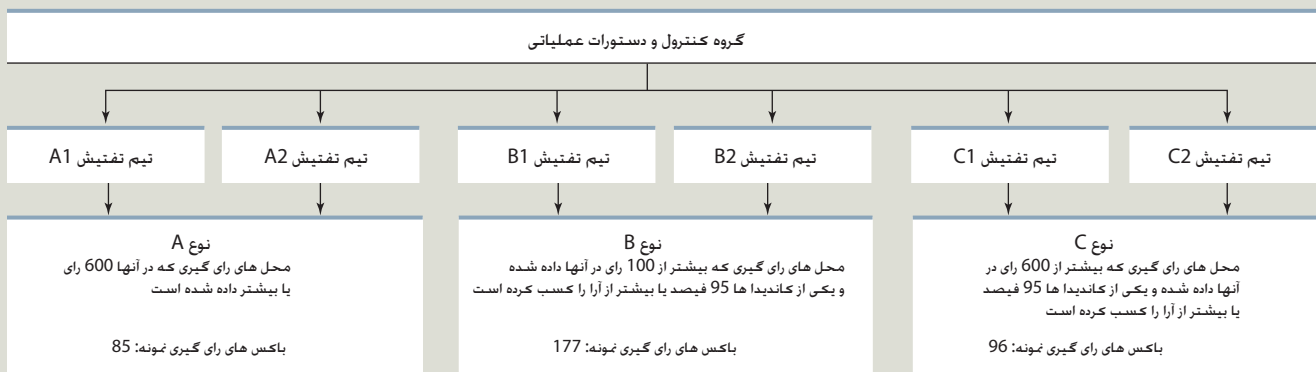 گروه کنترول و دستورات عملیاتی
تیم تفتیش A1
تیم تفتیش A2
تیم تفتیش B1
تیم تفتیش B2
تیم تفتیش C1
تیم تفتیش C2
نوع A
محل های رای گیری که در آنها 600 رای
یا بیشتر داده شده است
باکس های رای گیری نمونه: 85
نوع B
محل های رای گیری که بیشتر از 100 رای در آنها داده شده
و یکی از کاندیدا ها 95 فیصد یا بیشتر از آرا را کسب کرده است
باکس های رای گیری نمونه: 177
نوع C
محل های رای گیری که بیشتر از 600 رای در
آنها داده شده و یکی از کاندیدا ها 95 فیصد
یا بیشتر از آرا را کسب کرده است
باکس های رای گیری نمونه: 96